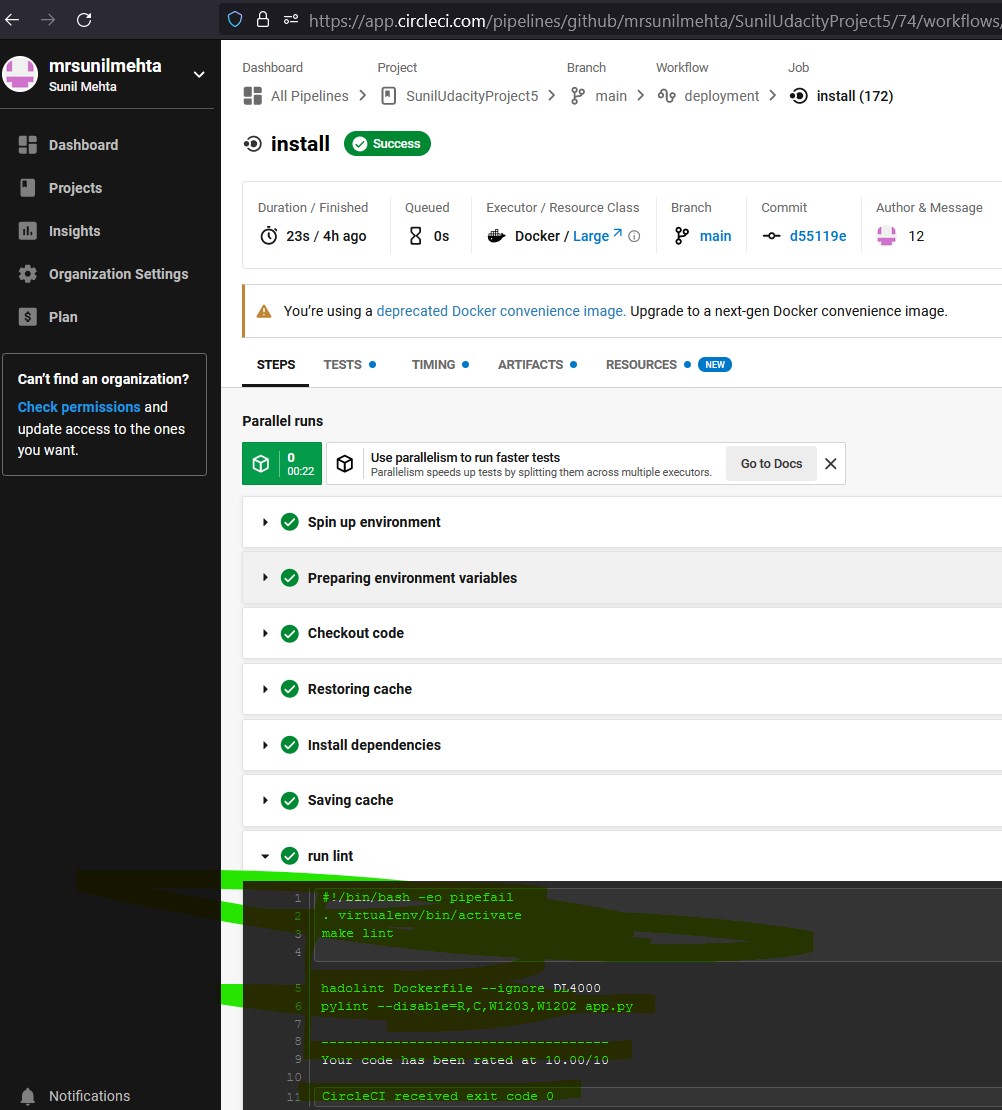 https://app.circleci.com/pipelines/github/mrsunilmehta/SunilUdacityProject5/74/workflows/
mrsunilmehta
Sunil Mehta
Dashboard
Projects
Insights
Organization Settings
Plan
Can't find an organization?
Check permissions and
update access to the ones
you want.
Notifications
Dashboard Project Branch Workflow Job
All Pipelines SunilUdacityProject5 main deployment install (172)
install Success
Duration / Finished Queued Executor / Resource Class Branch Commit Author & Message
23s / 4h ago 0s Docker / Large main d55119e 12
You're using a deprecated Docker convenience image. Upgrade to a next-gen Docker convenience image.
STEPS TESTS TIMING ARTIFACTS RESOURCES NEW
Parallel runs
0
00:22
Use parallelism to run faster tests
Parallelism speeds up tests by splitting them across multiple executors.
Go to Docs
Spin up environment
Preparing environment variables
Checkout code
Restoring cache
Install dependencies
Saving cache
run lint
1 #!/bin/bash -eo pipefail
2 . virtualenv/bin/activate
3 make lint
4
5 hadolint Dockerfile --ignore DL4000
6 pylint --disable=R,C,W1203,W1202 app.py
7
8 ------------------------------------
9 Your code has been rated at 10.00/10
10
11 CircleCI received exit code 0